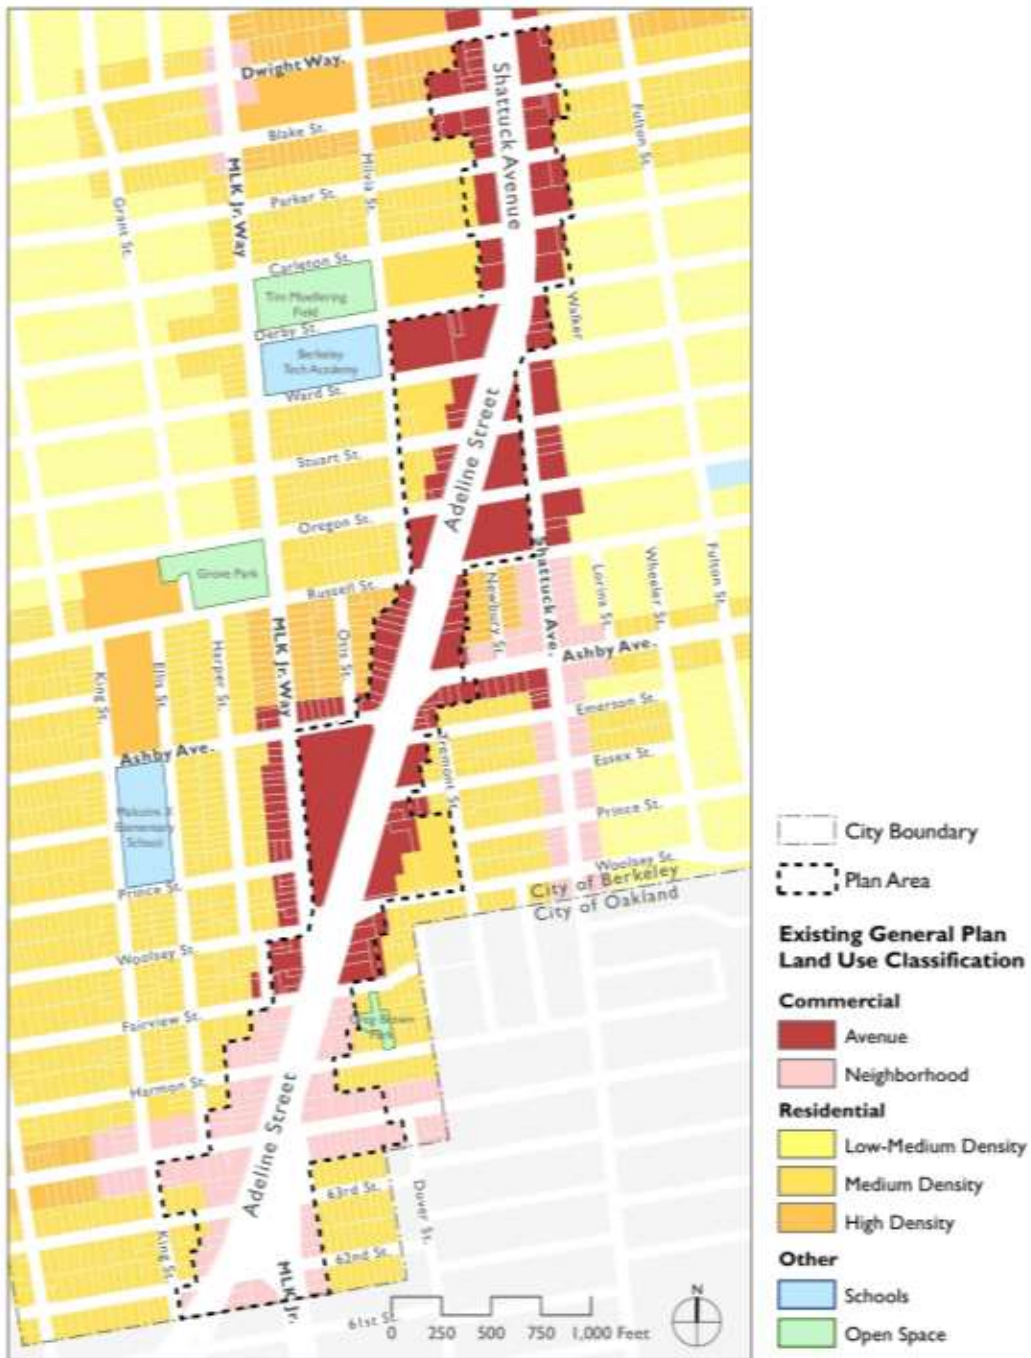 Dwight Way.
Shattuck Avenue
Fulton St.
Blake St.
Milvia St.
MLK Jr. Way
Parker St.
Grant St.
Carleton St.
Tim Moellering
Field
Walker
Derby St.
Berkeley
Tech Academy
Ward St.
Adeline Street
Stuart St.
Oregon St.
Shattuck Ave.
Grove Park
Russell St.
Newbury St.
Lorina St.
Wheeler St.
Fulton St.
Otis St.
MLK Jr. Way
Harper St.
Ellis St.
King St.
Ashby Ave.
Emerson St.
Ashby Ave.
Tremont St.
Essex St.
Malcolm X
Elementary
School
Prince St.
Prince St.
Woolsey St.
City of Berkeley
City of Oakland
Woolsey St.
Fairview St.
Harmon St.
Adeline Street
63rd St.
Dover St.
King St.
62nd St.
MLK Jr.
61st St.
0 250 500 750 1,000 Feet
N
City Boundary
Plan Area
Existing General Plan
Land Use Classification
Commercial
Avenue
Neighborhood
Residential
Low-Medium Density
Medium Density
High Density
Other
Schools
Open Space